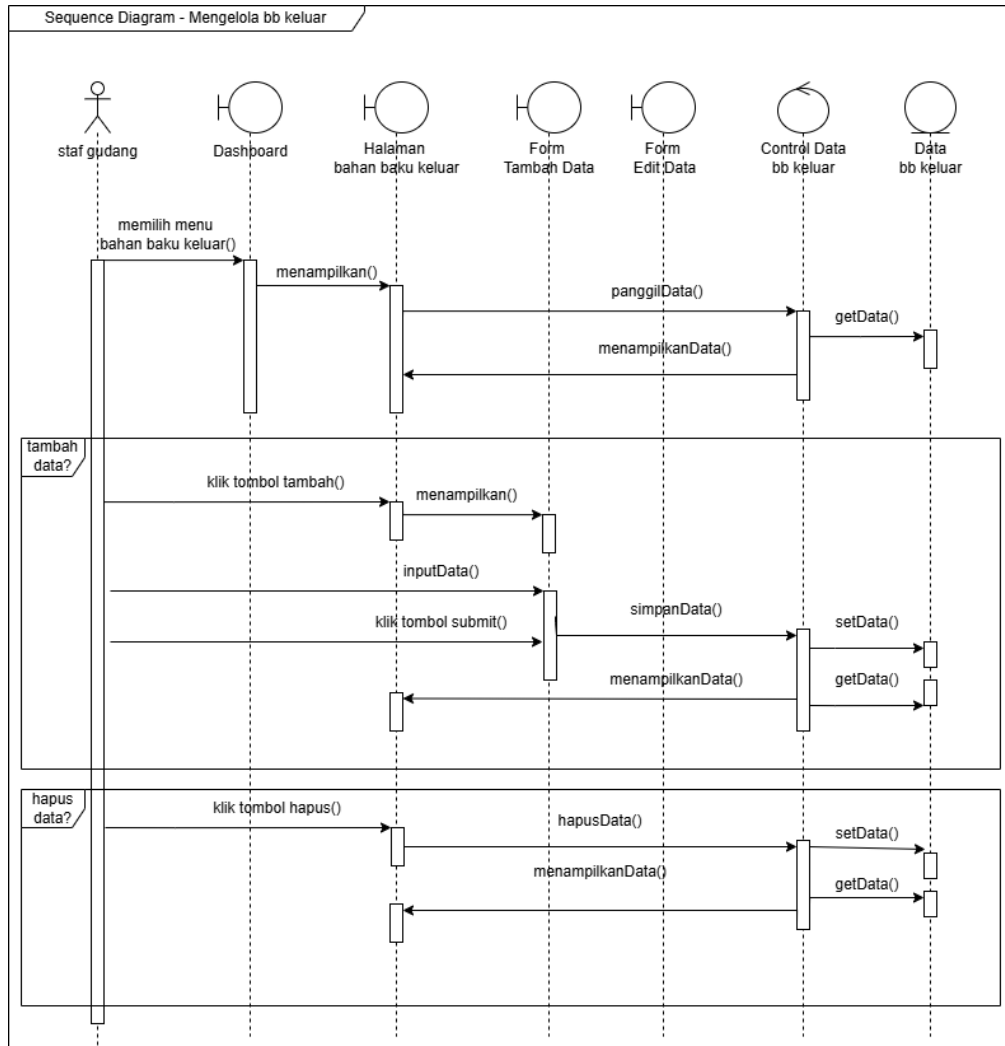 Sequence Diagram - Mengelola bb keluar
staf gudang
Dashboard
Halaman
bahan baku keluar
Form
Tambah Data
Form
Edit Data
Control Data
bb keluar
Data
bb keluar
memilih menu
bahan baku keluar()
menampilkan()
panggilData()
getData()
menampilkanData()
tambah
data?
klik tombol tambah()
menampilkan()
inputData()
simpanData()
klik tombol submit()
setData()
menampilkanData()
getData()
hapus
data?
klik tombol hapus()
hapusData()
setData()
menampilkanData()
getData()